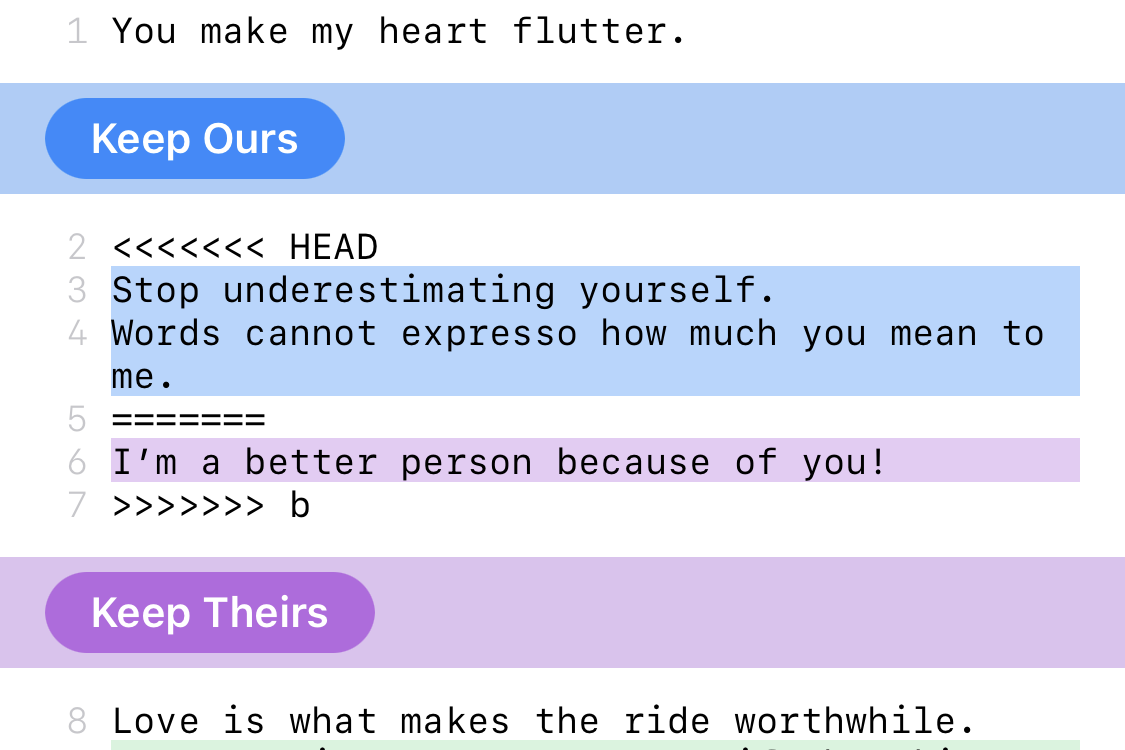 1 You make my heart flutter.
Keep Ours
2 <<<<<<< HEAD
3 Stop underestimating yourself.
4 Words cannot expresso how much you mean to
me.
5 =======
6 I’m a better person because of you!
7 >>>>>>> b
Keep Theirs
8 Love is what makes the ride worthwhile.